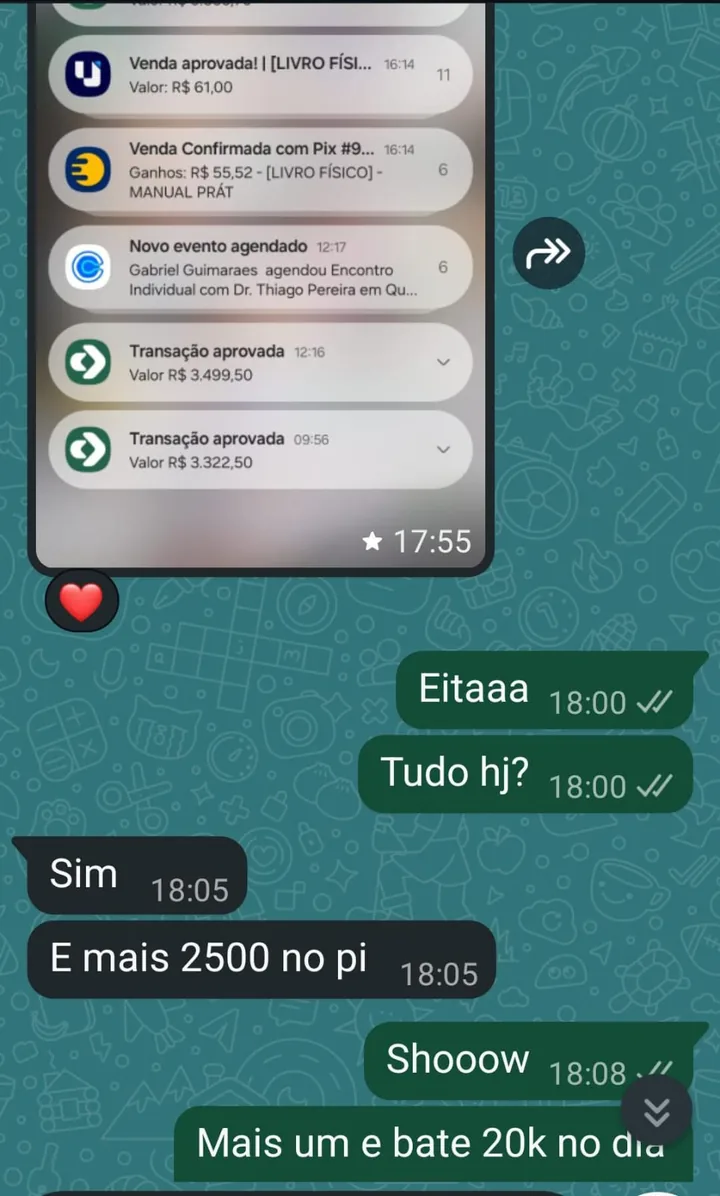 Venda aprovada! | [LIVRO FÍSI... 16:14
Valor: R$ 61,00
11
Venda Confirmada com Pix #9... 16:14
Ganhos: R$ 55,52 - [LIVRO FÍSICO] -
MANUAL PRÁT
6
Novo evento agendado 12:17
Gabriel Guimaraes agendou Encontro
Individual com Dr. Thiago Pereira em Qu...
6
Transação aprovada 12:16
Valor R$ 3.499,50
Transação aprovada 09:56
Valor R$ 3.322,50
17:55
Eitaaa 18:00
Tudo hj? 18:00
Sim 18:05
E mais 2500 no pi 18:05
Shooow 18:08
Mais um e bate 20k no dia